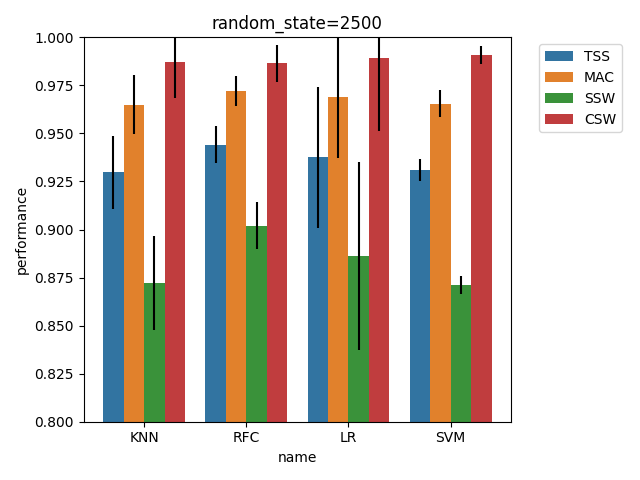 random_state=2500
1.000
0.975
0.950
0.925
0.900
0.875
0.850
0.825
0.800
performance
KNN RFC LR SVM
name
TSS
MAC
SSW
CSW